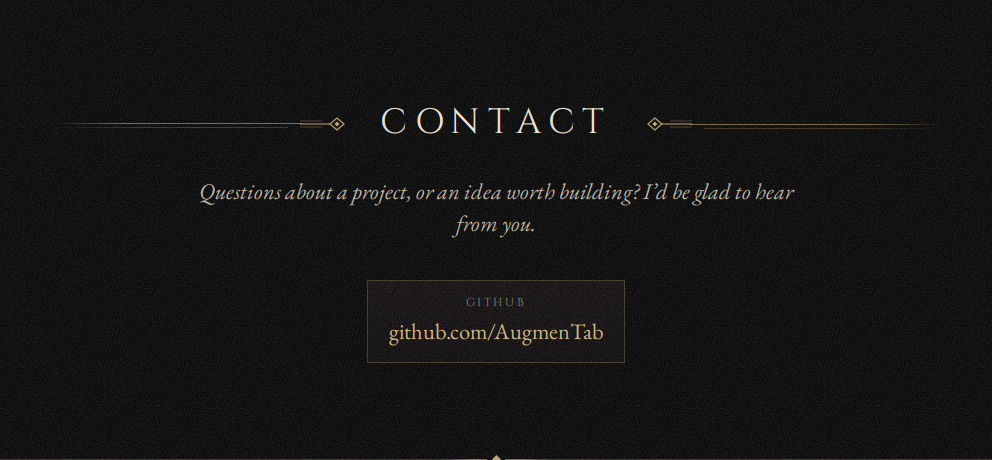 CONTACT
Questions about a project, or an idea worth building? I’d be glad to hear
from you.
GITHUB
github.com/AugmenTab